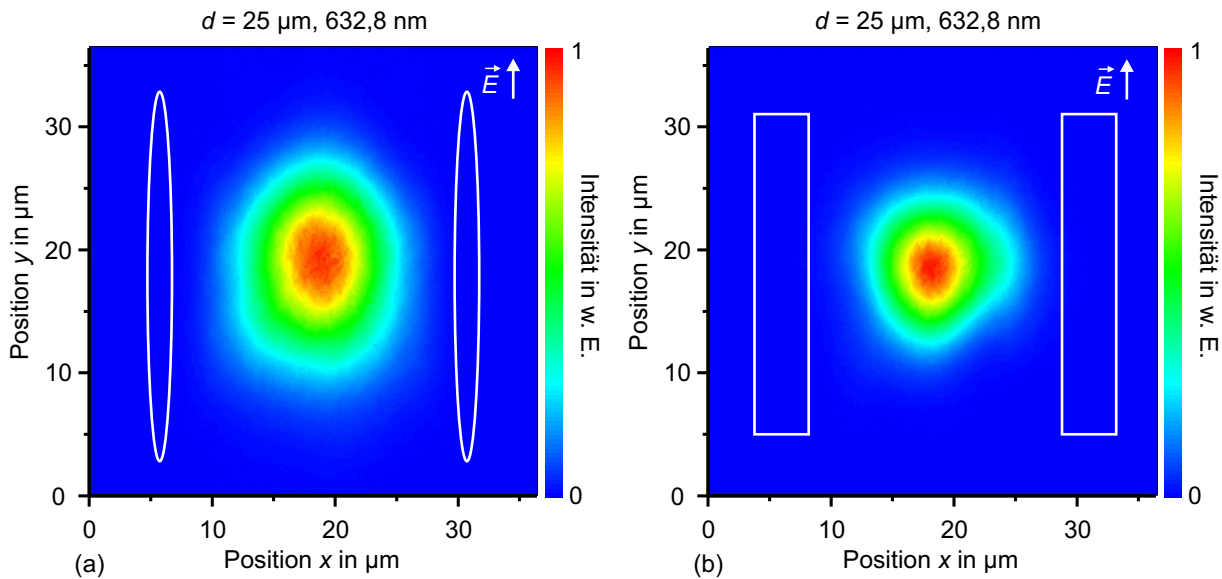 d = 25 µm, 632,8 nm
E
30
20
10
0
0
10
20
30
Position y in µm
Position x in µm
1
0
Intensität in w. E.
(a)
d = 25 µm, 632,8 nm
E
30
20
10
0
0
10
20
30
Position y in µm
Position x in µm
1
0
Intensität in w. E.
(b)